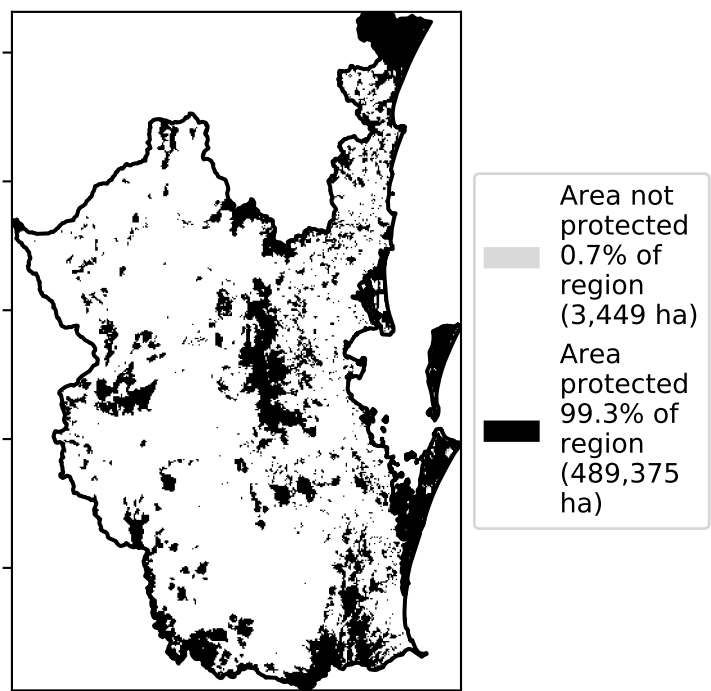 Area not
protected
0.7% of
region
(3,449 ha)
Area
protected
99.3% of
region
(489,375
ha)